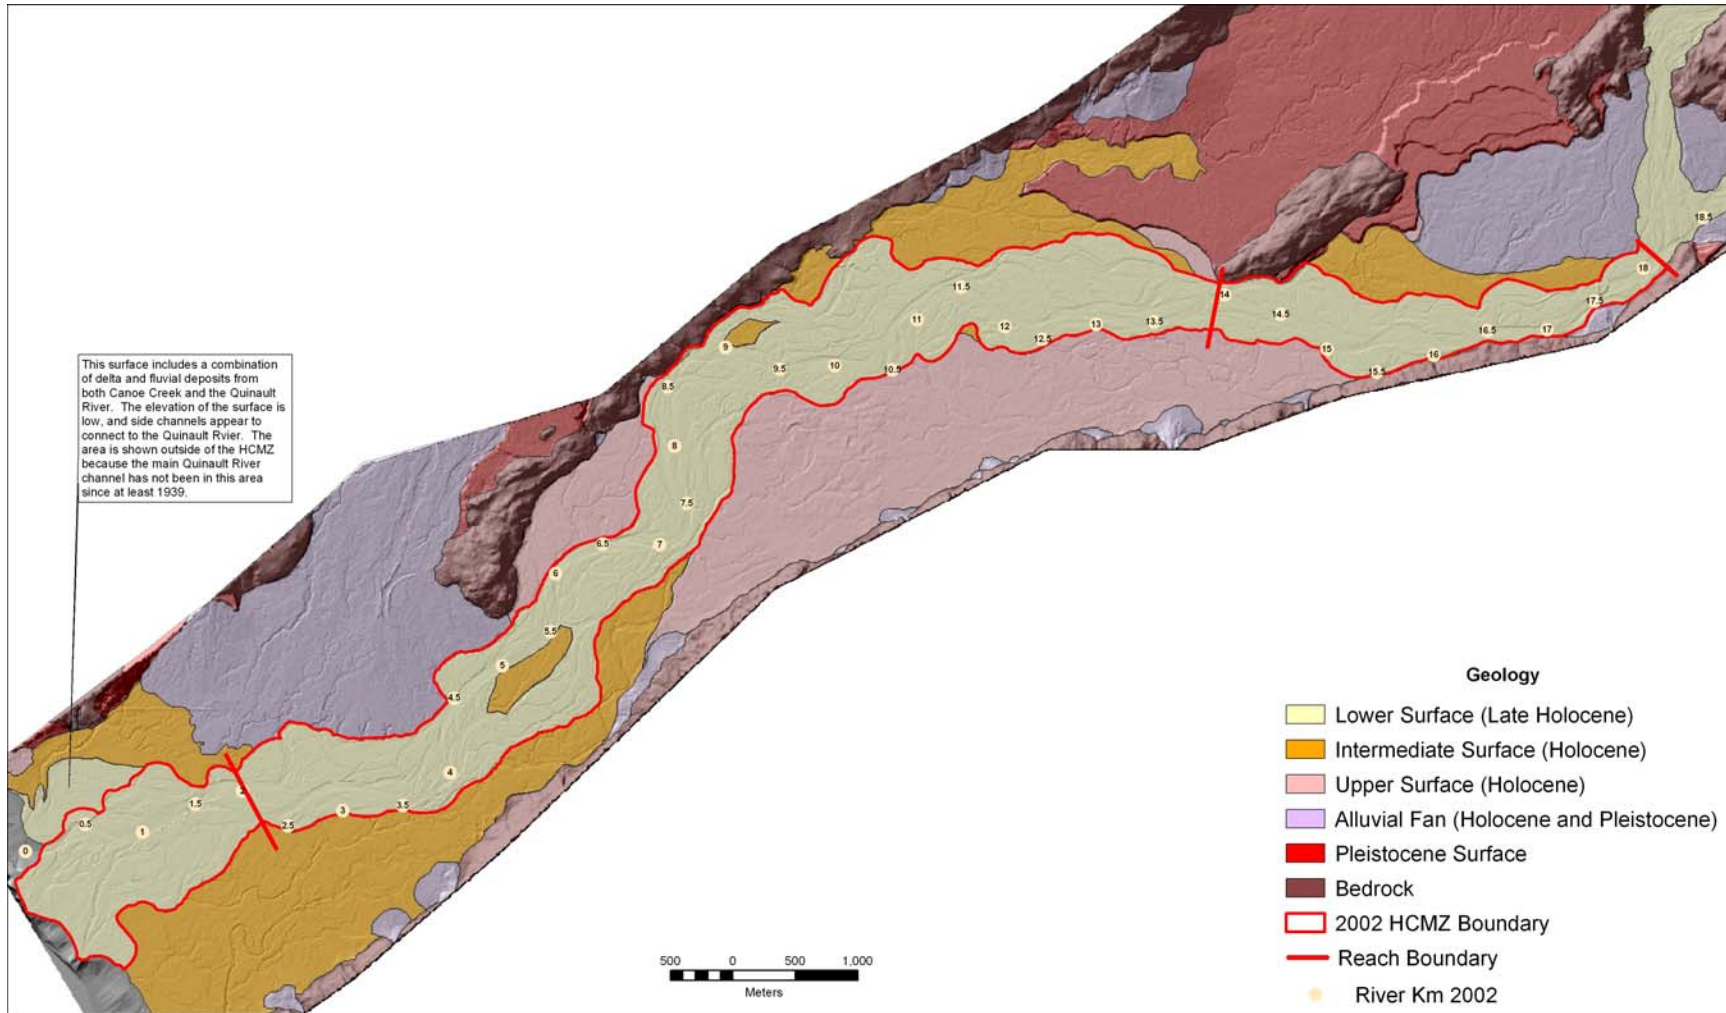 This surface includes a combination
of delta and fluvial deposits from
both Canoe Creek and the Quinault
River. The elevation of the surface is
low, and side channels appear to
connect to the Quinault Rvier. The
area is shown outside of the HCMZ
because the main Quinault River
channel has not been in this area
since at least 1939.
18.5
18
17.5
17
16.5
16
15.5
15
14.5
14
13.5
13
12.5
12
11.5
11
10.5
10
9.5
9
8.5
8
7.5
7
6.5
6
5.5
5
4.5
4
3.5
3
2.5
2
1.5
1
0.5
0
500 0 500 1,000
Meters
Geology
Lower Surface (Late Holocene)
Intermediate Surface (Holocene)
Upper Surface (Holocene)
Alluvial Fan (Holocene and Pleistocene)
Pleistocene Surface
Bedrock
2002 HCMZ Boundary
Reach Boundary
River Km 2002